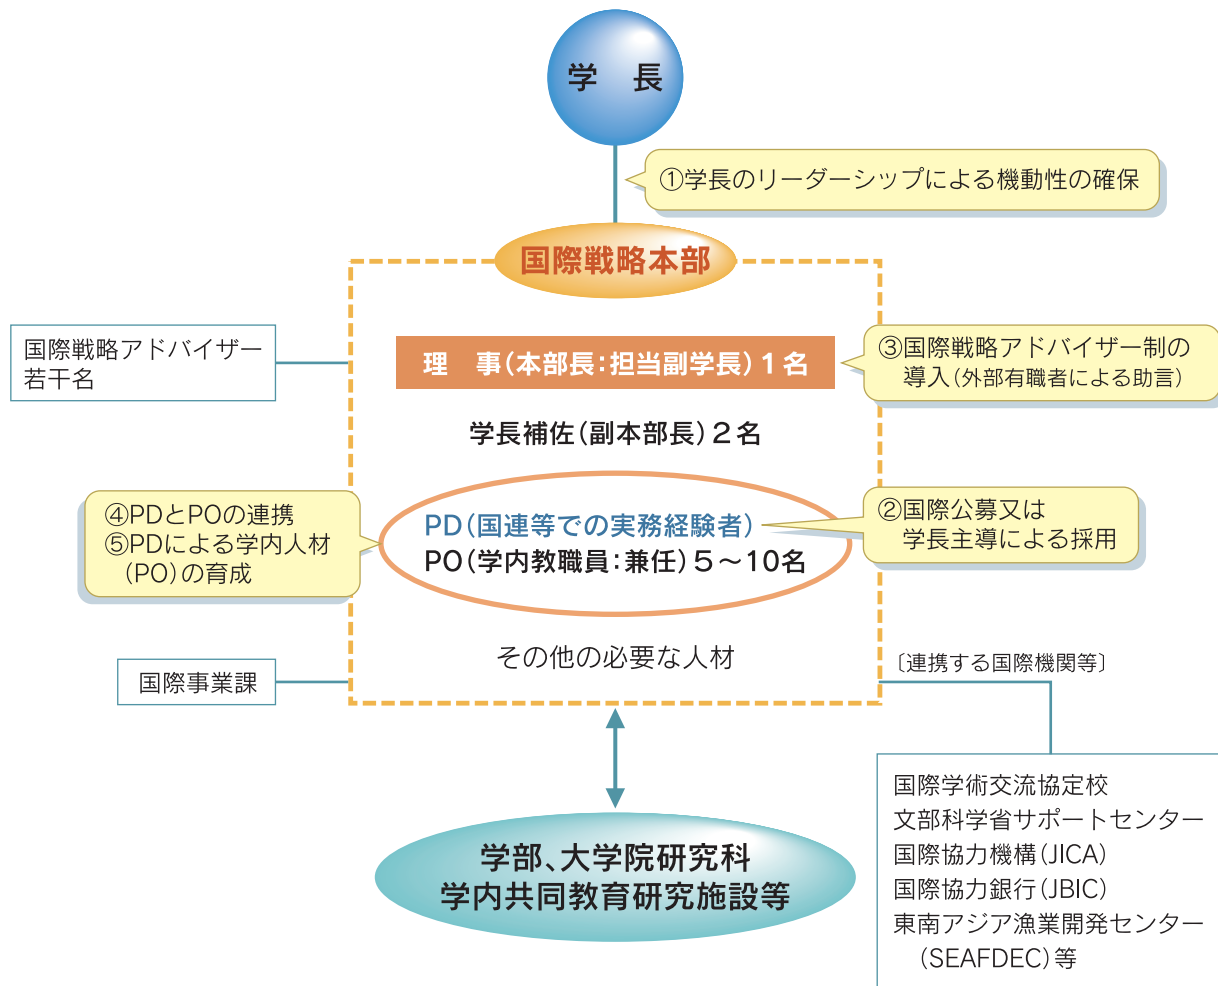 学　長
①学長のリーダーシップによる機動性の確保
国際戦略本部
国際戦略アドバイザー
若干名
理　事（本部長：担当副学長）１名
③国際戦略アドバイザー制の
導入（外部有職者による助言）
学長補佐（副本部長）２名
④PDとPOの連携
⑤PDによる学内人材
（PO）の育成
PD（国連等での実務経験者）
PO（学内教職員：兼任）５〜10名
②国際公募又は
学長主導による採用
その他の必要な人材
国際事業課
〔連携する国際機関等〕
国際学術交流協定校
文部科学省サポートセンター
国際協力機構（JICA）
国際協力銀行（JBIC）
東南アジア漁業開発センター
（SEAFDEC）等
学部、大学院研究科
学内共同教育研究施設等